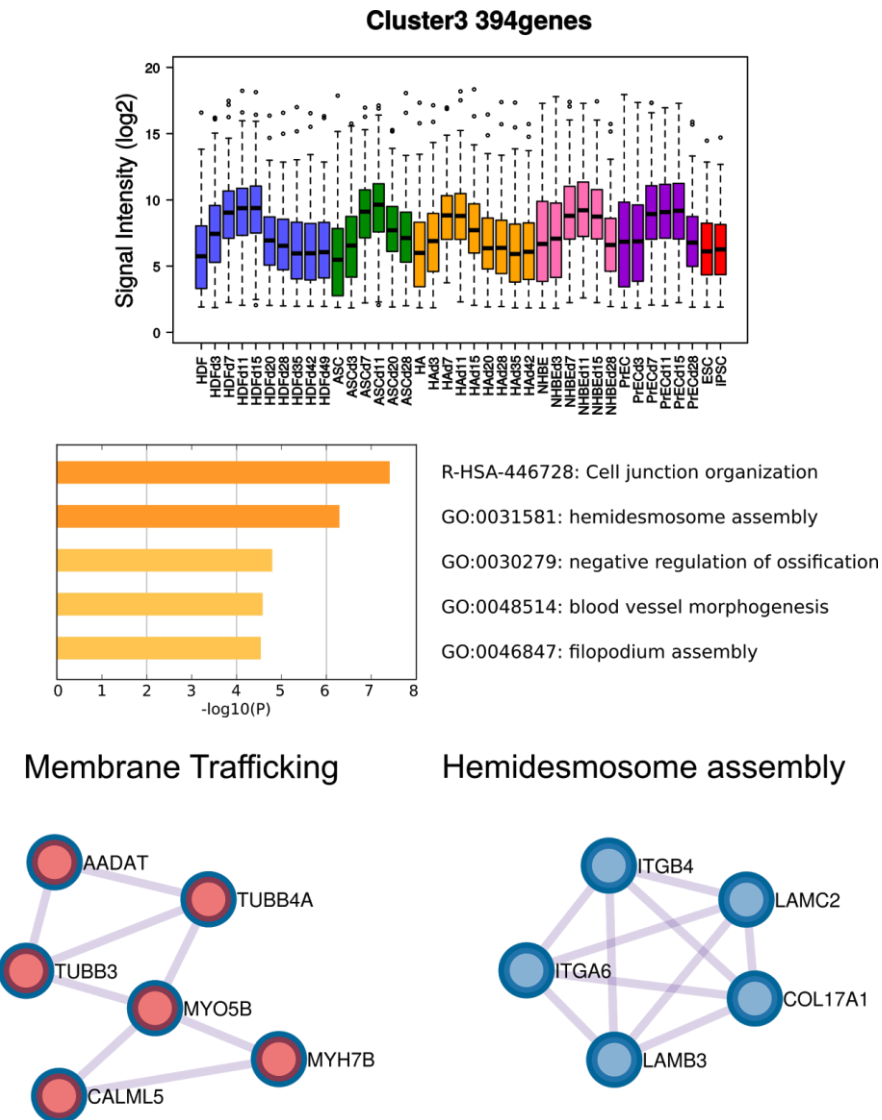 Cluster3 394genes
Signal Intensity (log2)
20
15
10
5
0
HDF
HDFd3
HDFd7
HDFd11
HDFd15
HDFd20
HDFd28
HDFd35
HDFd42
HDFd49
ASC
ASCd3
ASCd7
ASCd11
ASCd20
ASCd28
HA
HAd3
HAd7
HAd11
HAd15
HAd20
HAd28
HAd35
HAd42
NHBE
NHBEd3
NHBEd7
NHBEd11
NHBEd15
NHBEd28
PrEC
PrECd3
PrECd7
PrECd11
PrECd15
PrECd28
ESC
iPSC
R-HSA-446728: Cell junction organization
GO:0031581: hemidesmosome assembly
GO:0030279: negative regulation of ossification
GO:0048514: blood vessel morphogenesis
GO:0046847: filopodium assembly
0 1 2 3 4 5 6 7 8
-log10(P)
Membrane Trafficking
AADAT
TUBB4A
TUBB3
MYO5B
MYH7B
CALML5
Hemidesmosome assembly
ITGB4
LAMC2
ITGA6
COL17A1
LAMB3